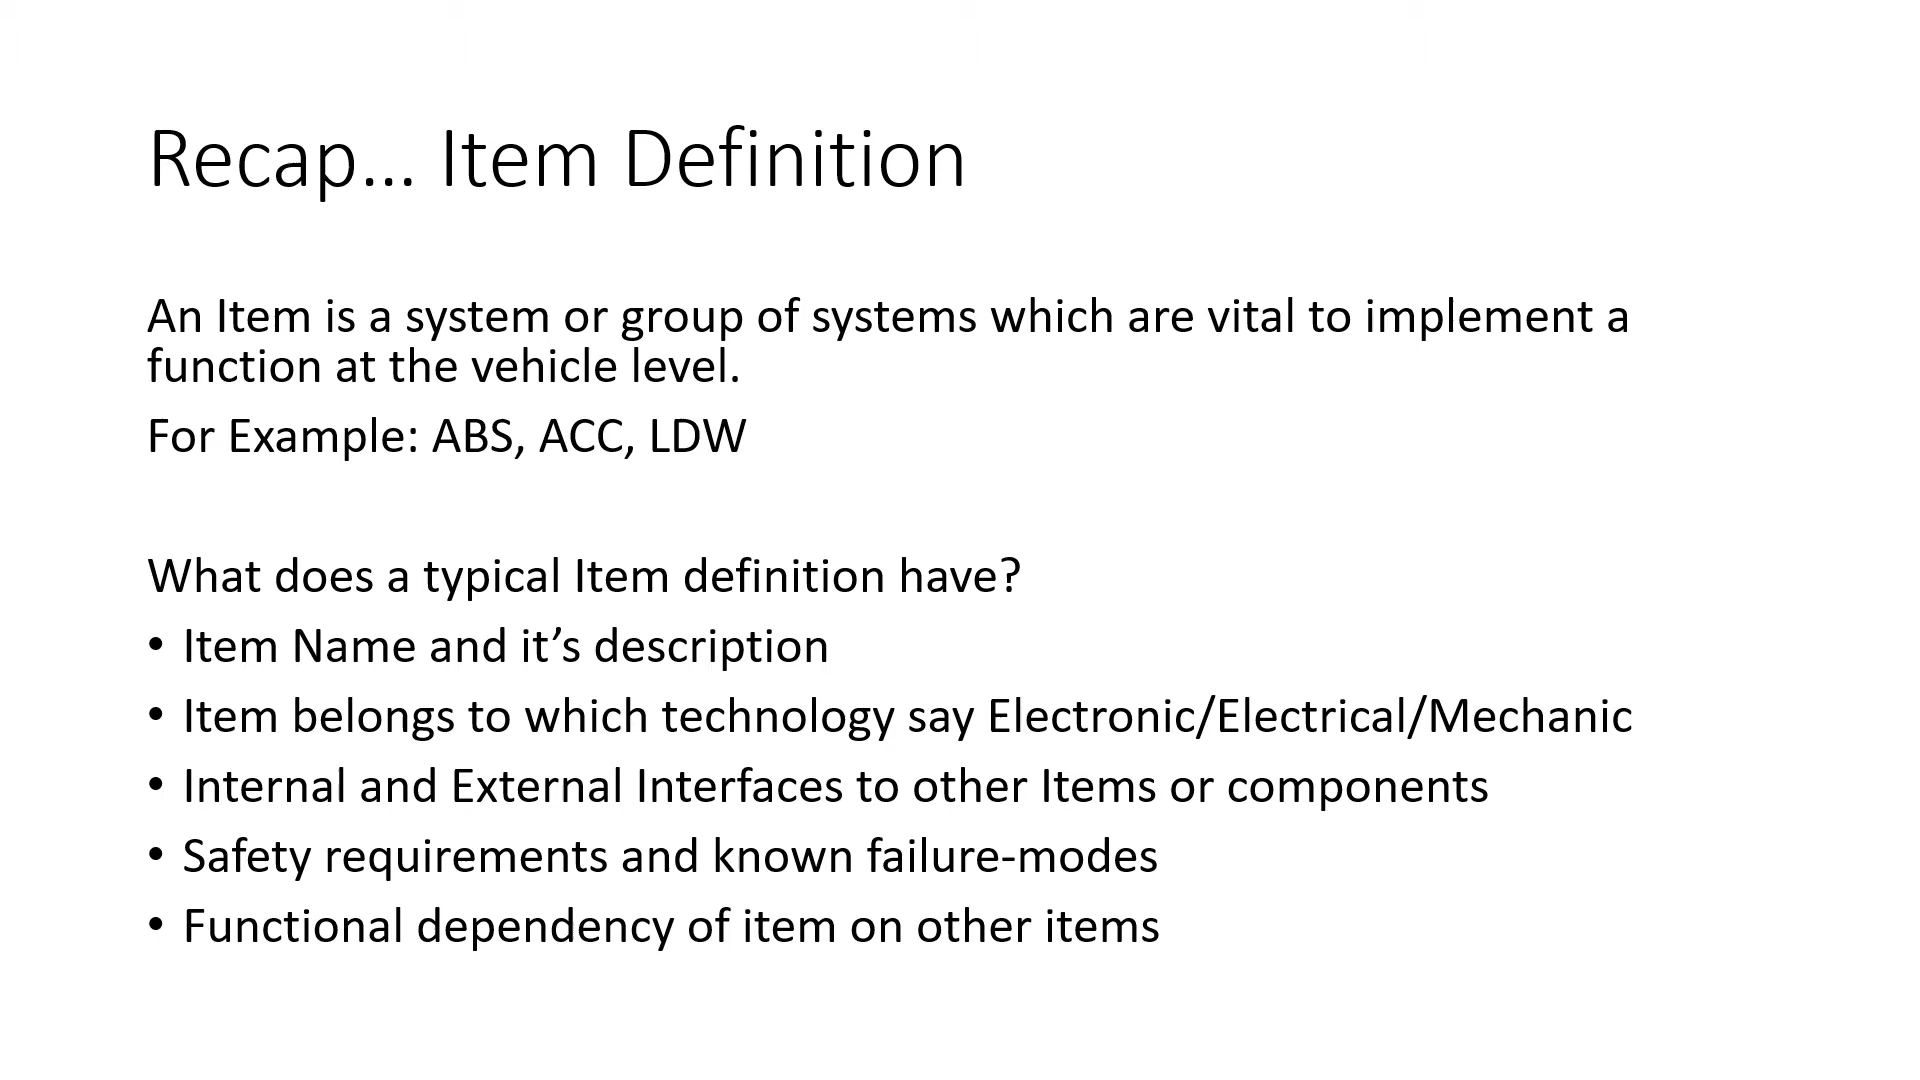 Recap... Item Definition
An Item is a system or group of systems which are vital to implement a
function at the vehicle level.
For Example: ABS, ACC, LDW
What does a typical Item definition have?
• Item Name and it’s description
• Item belongs to which technology say Electronic/Electrical/Mechanic
• Internal and External Interfaces to other Items or components
• Safety requirements and known failure-modes
• Functional dependency of item on other items